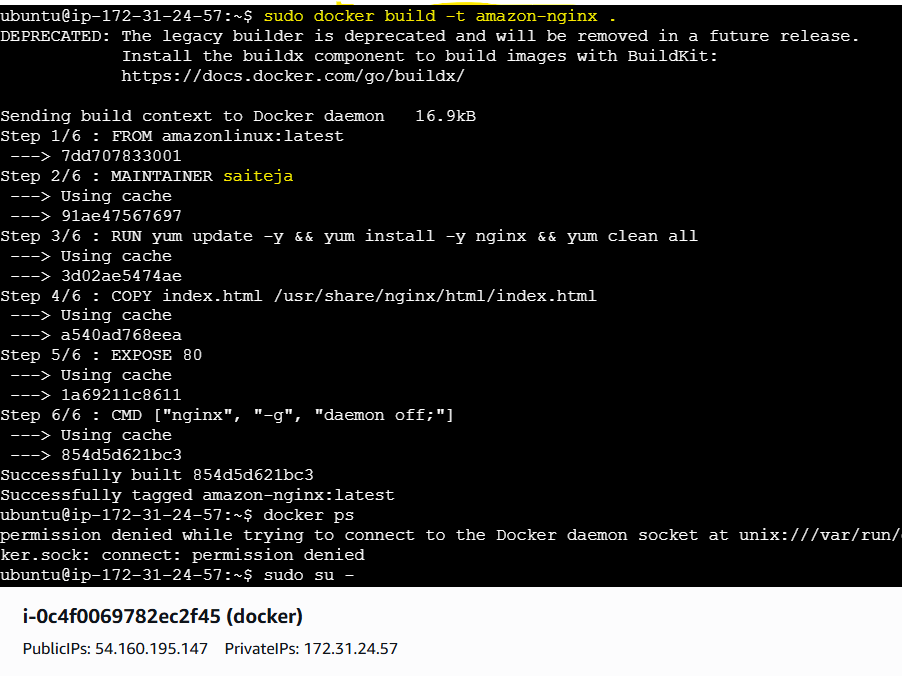 ubuntu@ip-172-31-24-57:~$ sudo docker build -t amazon-nginx .
DEPRECATED: The legacy builder is deprecated and will be removed in a future release.
            Install the buildx component to build images with BuildKit:
            https://docs.docker.com/go/buildx/
Sending build context to Docker daemon   16.9kB
Step 1/6 : FROM amazonlinux:latest
 ---> 7dd707833001
Step 2/6 : MAINTAINER saiteja
 ---> Using cache
 ---> 91ae47567697
Step 3/6 : RUN yum update -y && yum install -y nginx && yum clean all
 ---> Using cache
 ---> 3d02ae5474ae
Step 4/6 : COPY index.html /usr/share/nginx/html/index.html
 ---> Using cache
 ---> a540ad768eea
Step 5/6 : EXPOSE 80
 ---> Using cache
 ---> 1a69211c8611
Step 6/6 : CMD ["nginx", "-g", "daemon off;"]
 ---> Using cache
 ---> 854d5d621bc3
Successfully built 854d5d621bc3
Successfully tagged amazon-nginx:latest
ubuntu@ip-172-31-24-57:~$ docker ps
permission denied while trying to connect to the Docker daemon socket at unix:///var/run/
ker.sock: connect: permission denied
ubuntu@ip-172-31-24-57:~$ sudo su -
i-0c4f0069782ec2f45 (docker)
PublicIPs: 54.160.195.147    PrivateIPs: 172.31.24.57